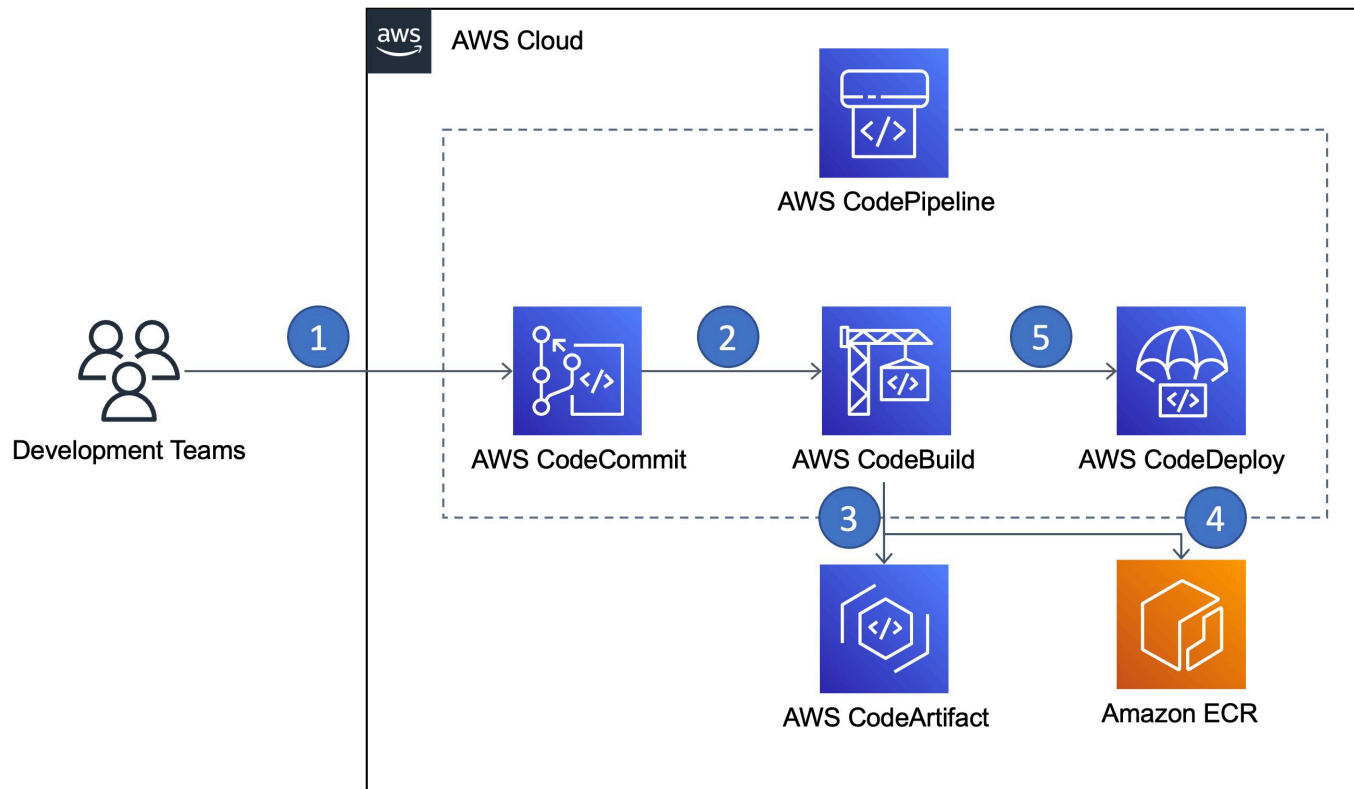 aws
AWS Cloud
</>
AWS CodePipeline
1
2
5
</>
</>
</>
Development Teams
AWS CodeCommit
AWS CodeBuild
AWS CodeDeploy
3
4
</>
AWS CodeArtifact
Amazon ECR